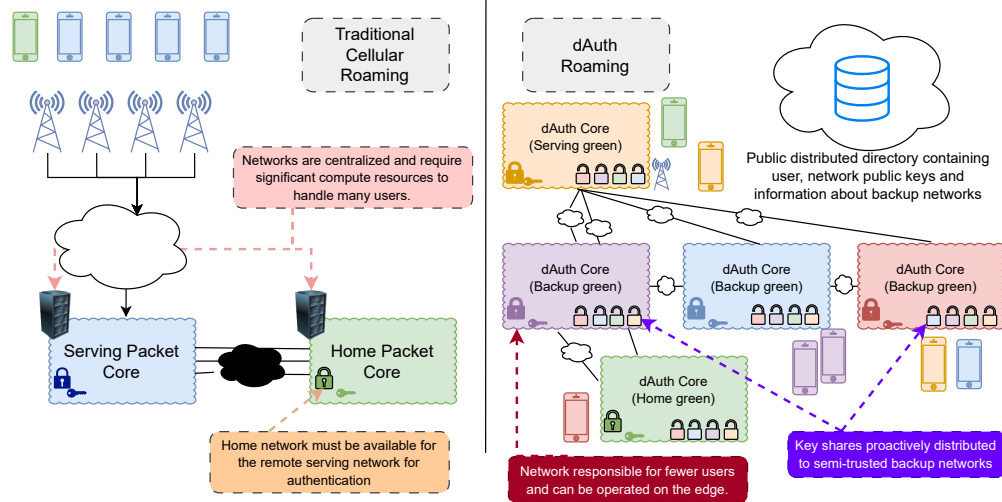 Traditional
Cellular
Roaming
Networks are centralized and require
significant compute resources to
handle many users.
Serving Packet
Core
Home Packet
Core
Home network must be available for
the remote serving network for
authentication
dAuth
Roaming
dAuth Core
(Serving green)
Public distributed directory containing
user, network public keys and
information about backup networks
dAuth Core
(Backup green)
dAuth Core
(Backup green)
dAuth Core
(Backup green)
dAuth Core
(Home green)
Network responsible for fewer users
and can be operated on the edge.
Key shares proactively distributed
to semi-trusted backup networks